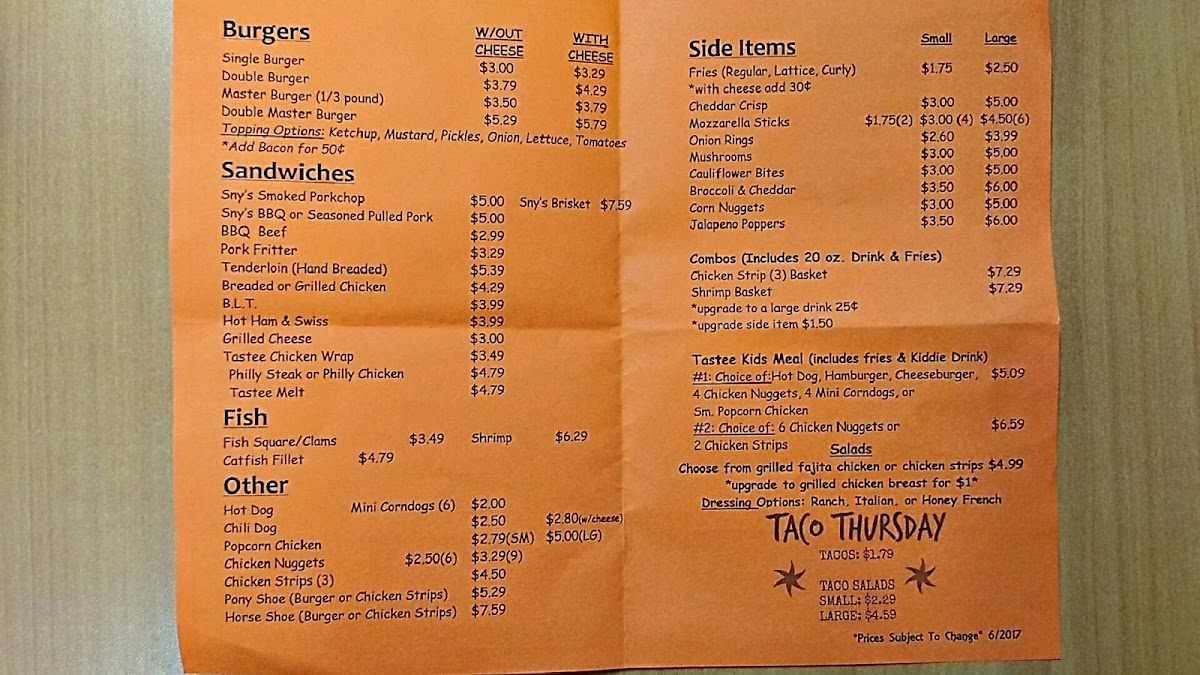 Burgers W/OUT CHEESE WITH CHEESE
Single Burger $3.00 $3.29
Double Burger $3.79 $4.29
Master Burger (1/3 pound) $3.50 $3.79
Double Master Burger $5.29 $5.79
Topping Options: Ketchup, Mustard, Pickles, Onion, Lettuce, Tomatoes
*Add Bacon for 50¢
Sandwiches
Sny's Smoked Porkchop $5.00 Sny's Brisket $7.59
Sny's BBQ or Seasoned Pulled Pork $5.00
BBQ Beef $2.99
Pork Fritter $3.29
Tenderloin (Hand Breaded) $5.39
Breaded or Grilled Chicken $4.29
B.L.T. $3.99
Hot Ham & Swiss $3.99
Grilled Cheese $3.00
Tastee Chicken Wrap $3.49
Philly Steak or Philly Chicken $4.79
Tastee Melt $4.79
Fish
Fish Square/Clams $3.49 Shrimp $6.29
Catfish Fillet $4.79
Other
Hot Dog Mini Corndogs (6) $2.00
Chili Dog $2.50 $2.80(w/cheese)
Popcorn Chicken $2.79(SM) $5.00(LG)
Chicken Nuggets $2.50(6) $3.29(9)
Chicken Strips (3) $4.50
Pony Shoe (Burger or Chicken Strips) $5.29
Horse Shoe (Burger or Chicken Strips) $7.59
Side Items Small Large
Fries (Regular, Lattice, Curly) $1.75 $2.50
*with cheese add 30¢
Cheddar Crisp $3.00 $5.00
Mozzarella Sticks $1.75(2) $3.00 (4) $4.50(6)
Onion Rings $2.60 $3.99
Mushrooms $3.00 $5.00
Cauliflower Bites $3.00 $5.00
Broccoli & Cheddar $3.50 $6.00
Corn Nuggets $3.00 $5.00
Jalapeno Poppers $3.50 $6.00
Combos (Includes 20 oz. Drink & Fries)
Chicken Strip (3) Basket $7.29
Shrimp Basket $7.29
*upgrade to a large drink 25¢
*upgrade side item $1.50
Tastee Kids Meal (includes fries & Kiddie Drink)
#1: Choice of:Hot Dog, Hamburger, Cheeseburger, $5.09
4 Chicken Nuggets, 4 Mini Corndogs, or
Sm. Popcorn Chicken
#2: Choice of: 6 Chicken Nuggets or $6.59
2 Chicken Strips
Salads
Choose from grilled fajita chicken or chicken strips $4.99
*upgrade to grilled chicken breast for $1*
Dressing Options: Ranch, Italian, or Honey French
TACO THURSDAY
TACOS: $1.79
TACO SALADS
SMALL: $2.29
LARGE: $4.59
*Prices Subject To Change* 6/2017